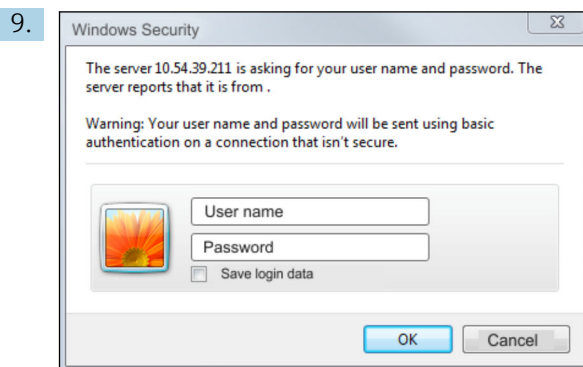 9.
Windows Security
The server 10.54.39.211 is asking for your user name and password. The
server reports that it is from .
Warning: Your user name and password will be sent using basic
authentication on a connection that isn't secure.
User name
Password
Save login data
OK Cancel